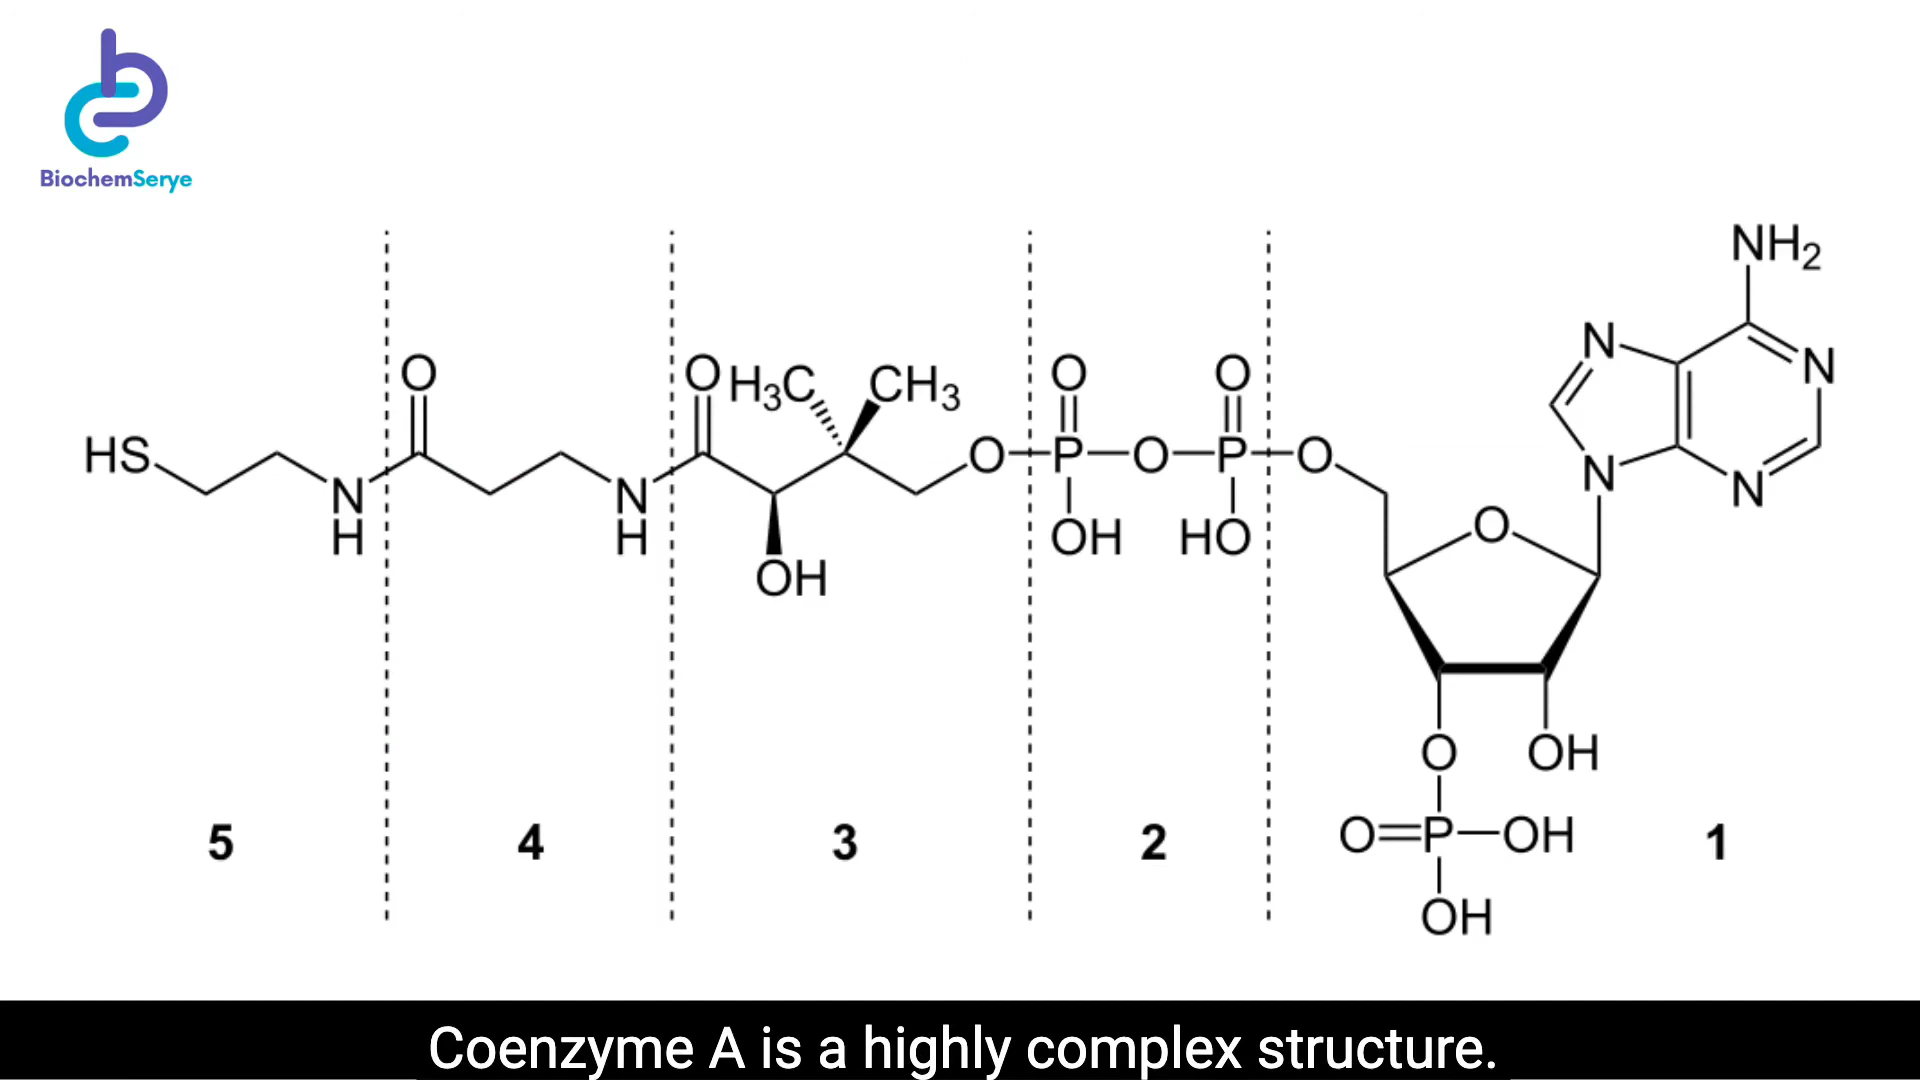 BiochemSerye
NH2
N
N
N
N
O
O
H3C
CH3
O
O
HS
N
H
N
H
O
P
O
P
O
OH
OH
HO
O
O
OH
O=P-OH
OH
5
4
3
2
1
Coenzyme A is a highly complex structure.